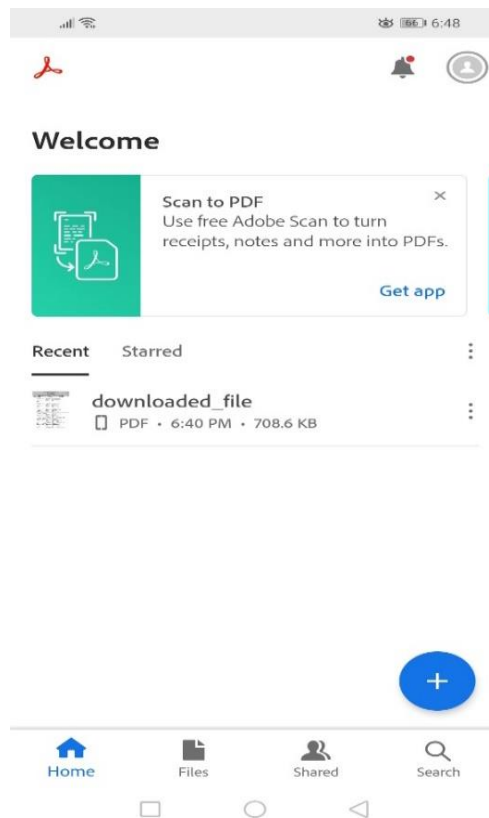 66 6:48
Welcome
Scan to PDF
Use free Adobe Scan to turn
receipts, notes and more into PDFs.
Get app
Recent Starred
downloaded_file
PDF • 6:40 PM • 708.6 KB
Home Files Shared Search